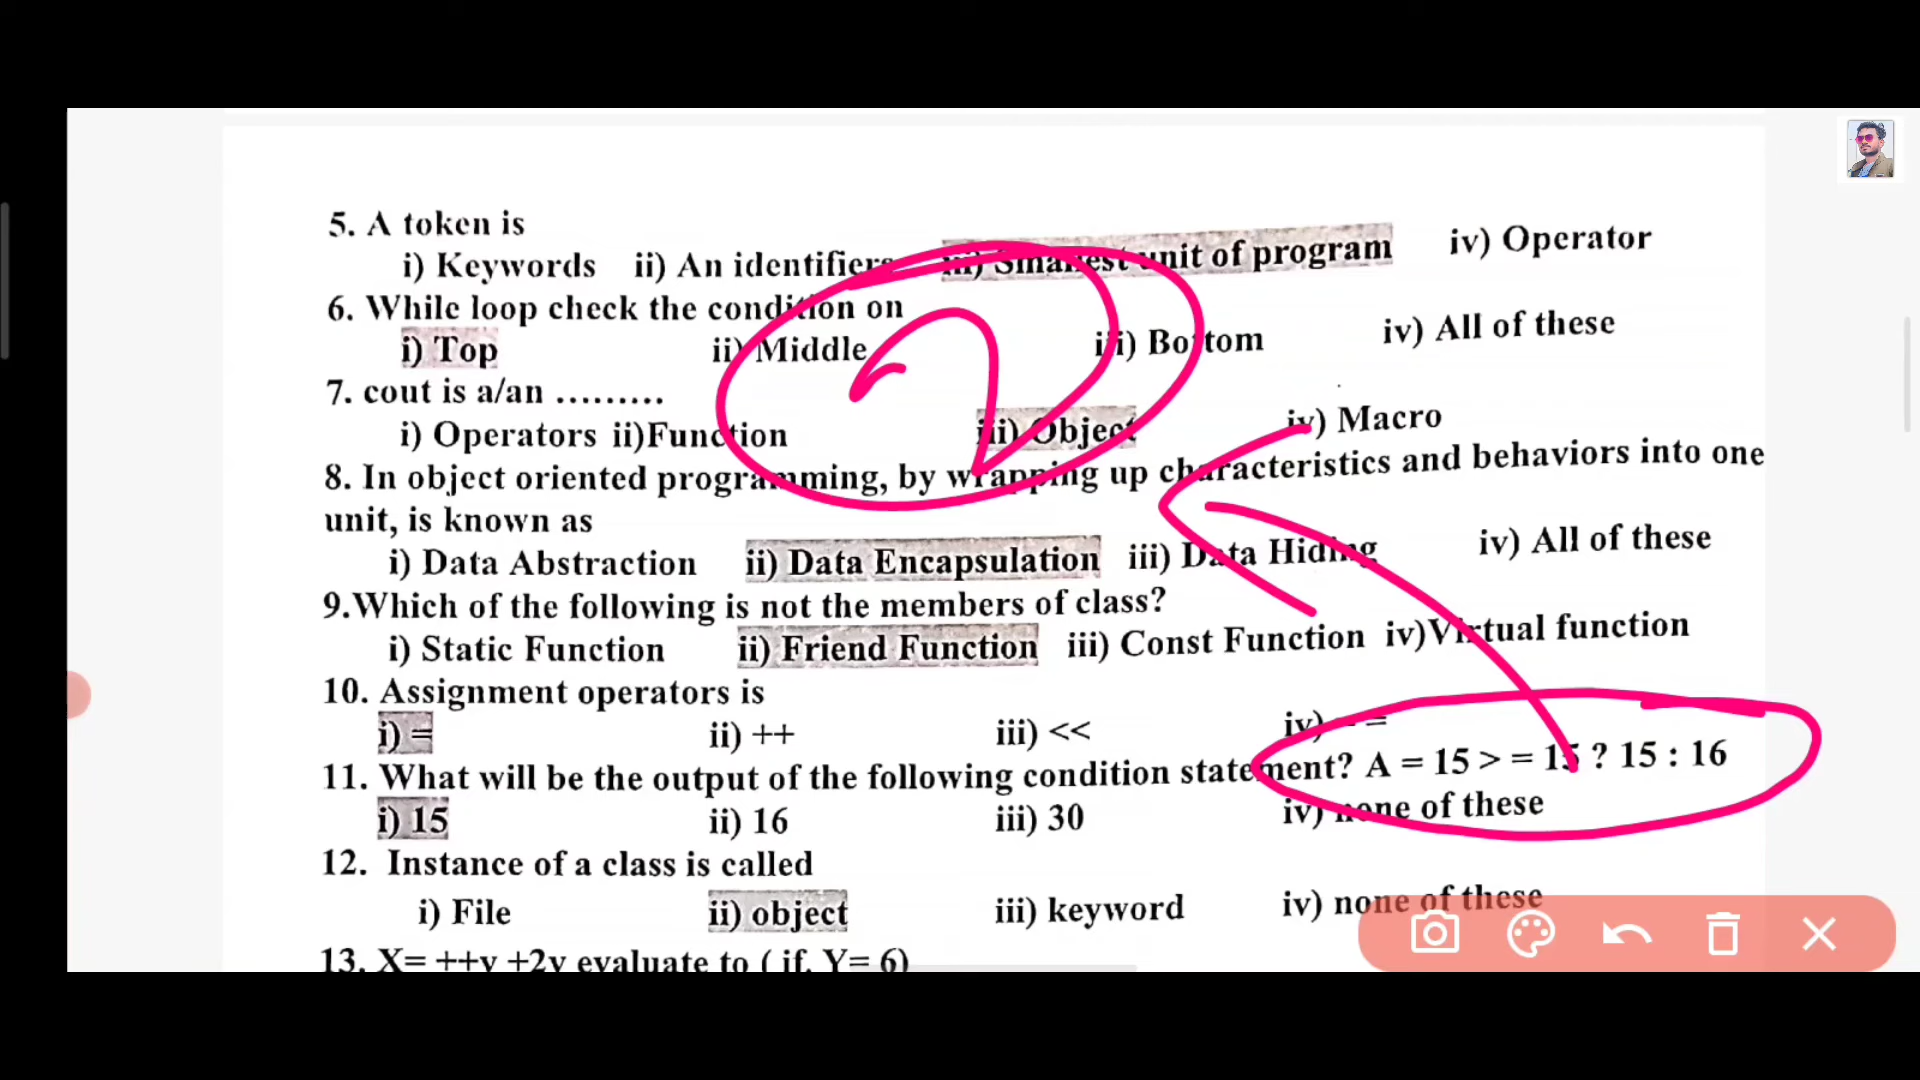 5. A token is
i) Keywords ii) An identifiers iii) Smallest unit of program iv) Operator
6. While loop check the condition on
i) Top ii) Middle iii) Bottom iv) All of these
7. cout is a/an .........
i) Operators ii)Function iii) Object iv) Macro
8. In object oriented programming, by wrapping up characteristics and behaviors into one
unit, is known as
i) Data Abstraction ii) Data Encapsulation iii) Data Hiding iv) All of these
9.Which of the following is not the members of class?
i) Static Function ii) Friend Function iii) Const Function iv)Virtual function
10. Assignment operators is
i) = ii) ++ iii) << iv) = =
11. What will be the output of the following condition statement? A = 15 > = 15 ? 15 : 16
i) 15 ii) 16 iii) 30 iv) none of these
12. Instance of a class is called
i) File ii) object iii) keyword iv) none of these
13. X= ++y +2y evaluate to ( if, Y= 6)